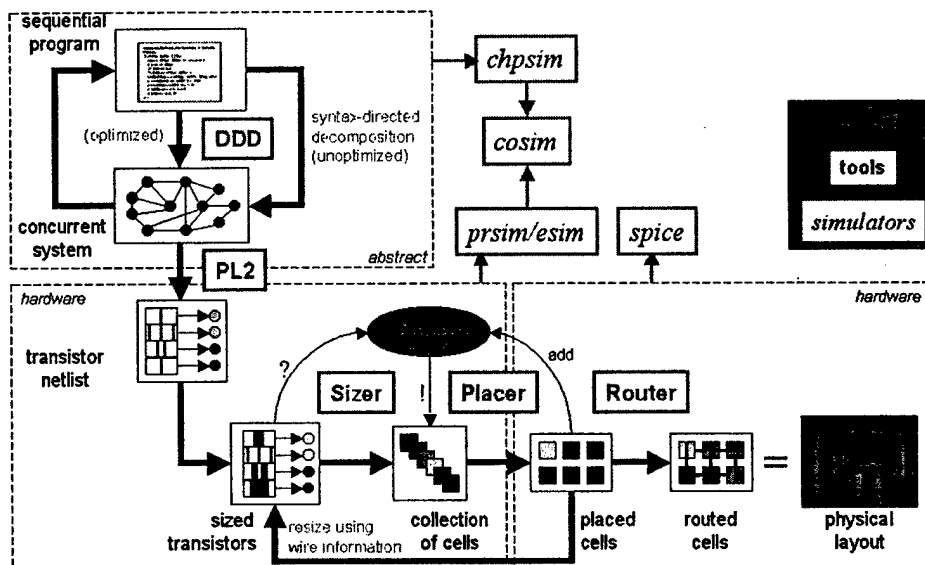 sequential
program
(optimized)
DDD
syntax-directed
decomposition
(unoptimized)
concurrent
system
abstract
PL2
chpsim
cosim
prsim/esim
spice
tools
simulators
hardware
hardware
transistor
netlist
?
!
add
Sizer
Placer
Router
=
sized
transistors
resize using
wire information
collection
of cells
placed
cells
routed
cells
physical
layout